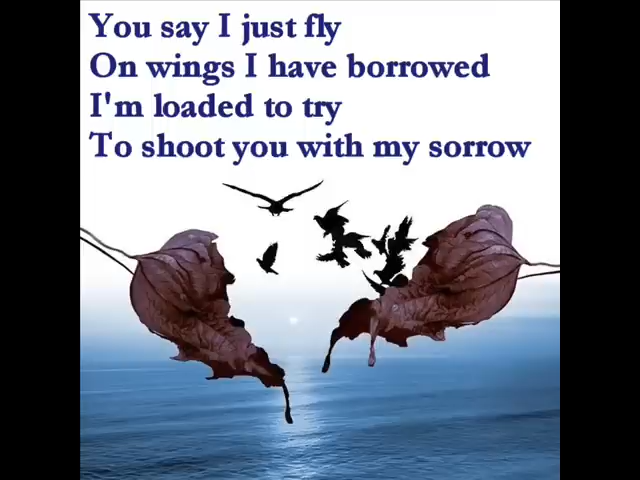 You say I just fly
On wings I have borrowed
I'm loaded to try
To shoot you with my sorrow